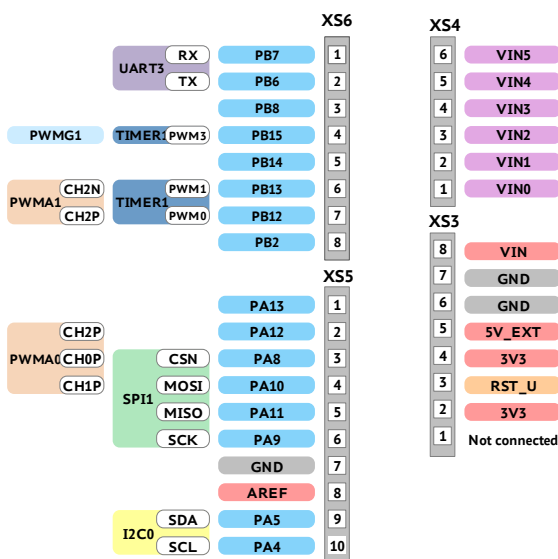 XS6
XS4
RX PB7 1
UART3
TX PB6 2
PB8 3
PWMG1 TIMER1 PWM3 PB15 4
PB14 5
CH2N PWM1 PB13 6
PWMA1 TIMER1
CH2P PWM0 PB12 7
PB2 8
6 VIN5
5 VIN4
4 VIN3
3 VIN2
2 VIN1
1 VIN0
XS5
XS3
PA13 1
CH2P PA12 2
PWMA0 CH0P CSN PA8 3
CH1P MOSI PA10 4
SPI1
MISO PA11 5
SCK PA9 6
GND 7
AREF 8
SDA PA5 9
I2C0
SCL PA4 10
8 VIN
7 GND
6 GND
5 5V_EXT
4 3V3
3 RST_U
2 3V3
1 Not connected